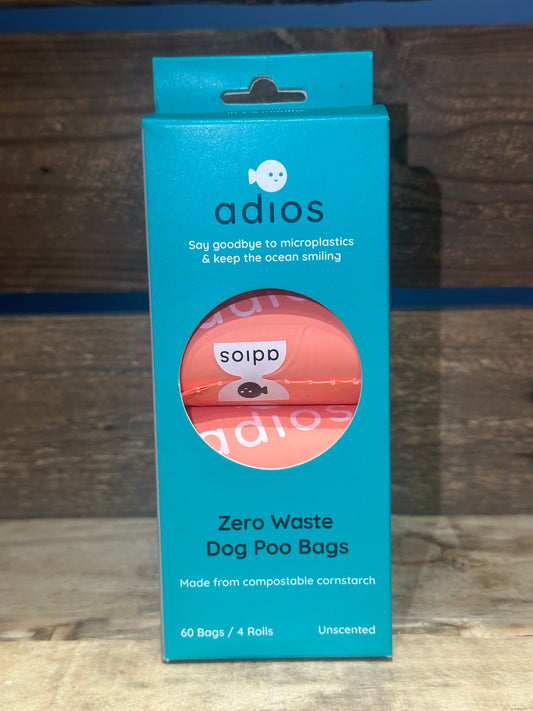 adios
Say goodbye to microplastics
& keep the ocean smiling
adios
adios
adios
Zero Waste
Dog Poo Bags
Made from compostable cornstarch
60 Bags / 4 Rolls Unscented